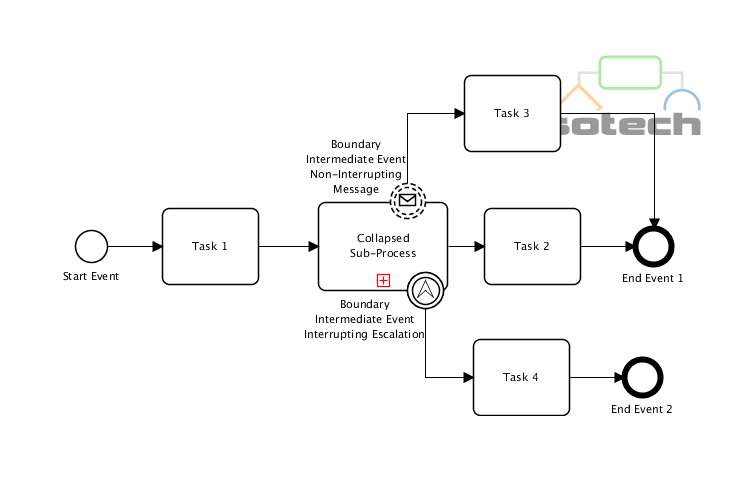 Task 3
sotech
Boundary
Intermediate Event
Non-Interrupting
Message
Task 1
Collapsed
Sub-Process
Task 2
Start Event
End Event 1
Boundary
Intermediate Event
Interrupting Escalation
Task 4
End Event 2